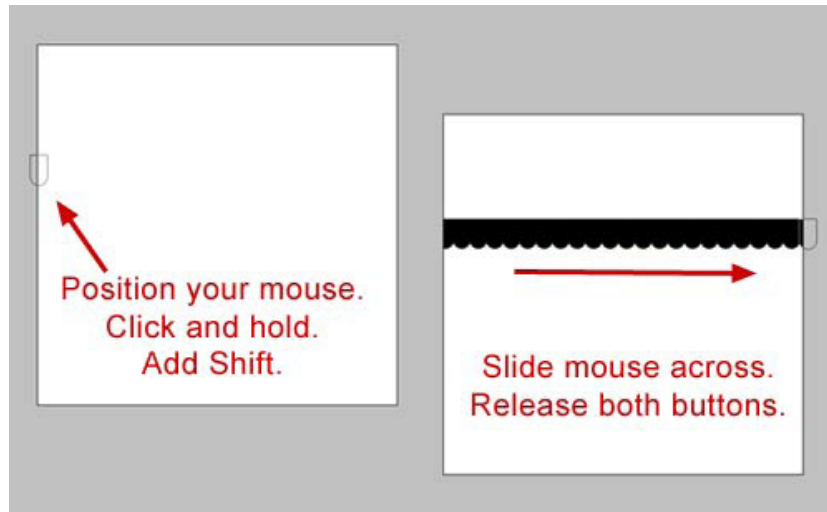 Position your mouse.
Click and hold.
Add Shift.
Slide mouse across.
Release both buttons.